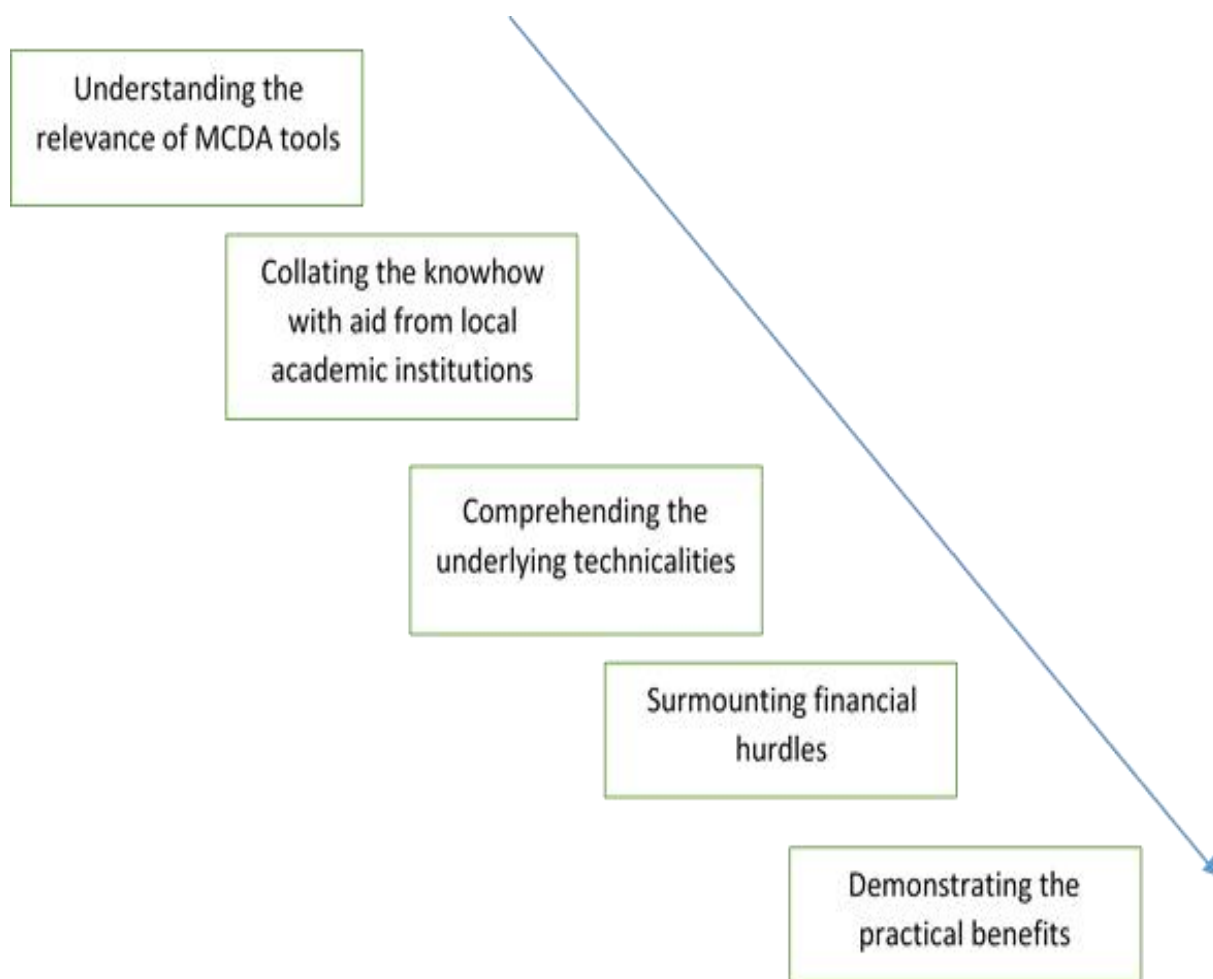 Understanding the
relevance of MCDA tools
Collating the knowhow
with aid from local
academic institutions
Comprehending the
underlying technicalities
Surmounting financial
hurdles
Demonstrating the
practical benefits